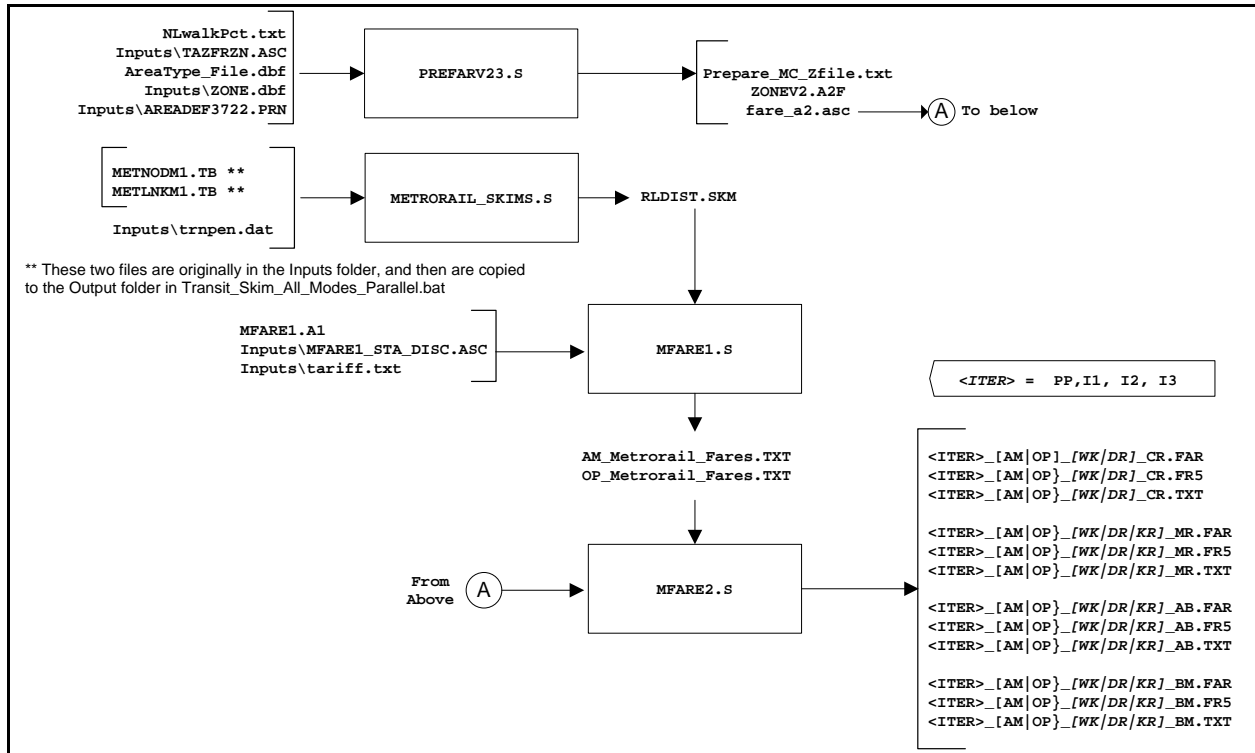 NLwalkPct.txt
Inputs\TAZFRZN.ASC
AreaType_File.dbf
Inputs\ZONE.dbf
Inputs\AREADEF3722.PRN
PREFARV23.S
Prepare_MC_Zfile.txt
ZONEV2.A2F
fare_a2.asc
A To below
METNODM1.TB **
METLNKM1.TB **
Inputs\trnpen.dat
METRORAIL_SKIMS.S
RLDIST.SKM
** These two files are originally in the Inputs folder, and then are copied
to the Output folder in Transit_Skim_All_Modes_Parallel.bat
MFARE1.A1
Inputs\MFARE1_STA_DISC.ASC
Inputs\tariff.txt
MFARE1.S
<ITER> = PP,I1, I2, I3
AM_Metrorail_Fares.TXT
OP_Metrorail_Fares.TXT
From
Above
A
MFARE2.S
<ITER>_[AM|OP]_[WK/DR]_CR.FAR
<ITER>_[AM|OP}_[WK/DR]_CR.FR5
<ITER>_[AM|OP}_[WK/DR]_CR.TXT
<ITER>_[AM|OP}_[WK/DR/KR]_MR.FAR
<ITER>_[AM|OP}_[WK/DR/KR]_MR.FR5
<ITER>_[AM|OP}_[WK/DR/KR]_MR.TXT
<ITER>_[AM|OP}_[WK/DR/KR]_AB.FAR
<ITER>_[AM|OP}_[WK/DR/KR]_AB.FR5
<ITER>_[AM|OP}_[WK/DR/KR]_AB.TXT
<ITER>_[AM|OP}_[WK/DR/KR]_BM.FAR
<ITER>_[AM|OP}_[WK/DR/KR]_BM.FR5
<ITER>_[AM|OP}_[WK/DR/KR]_BM.TXT